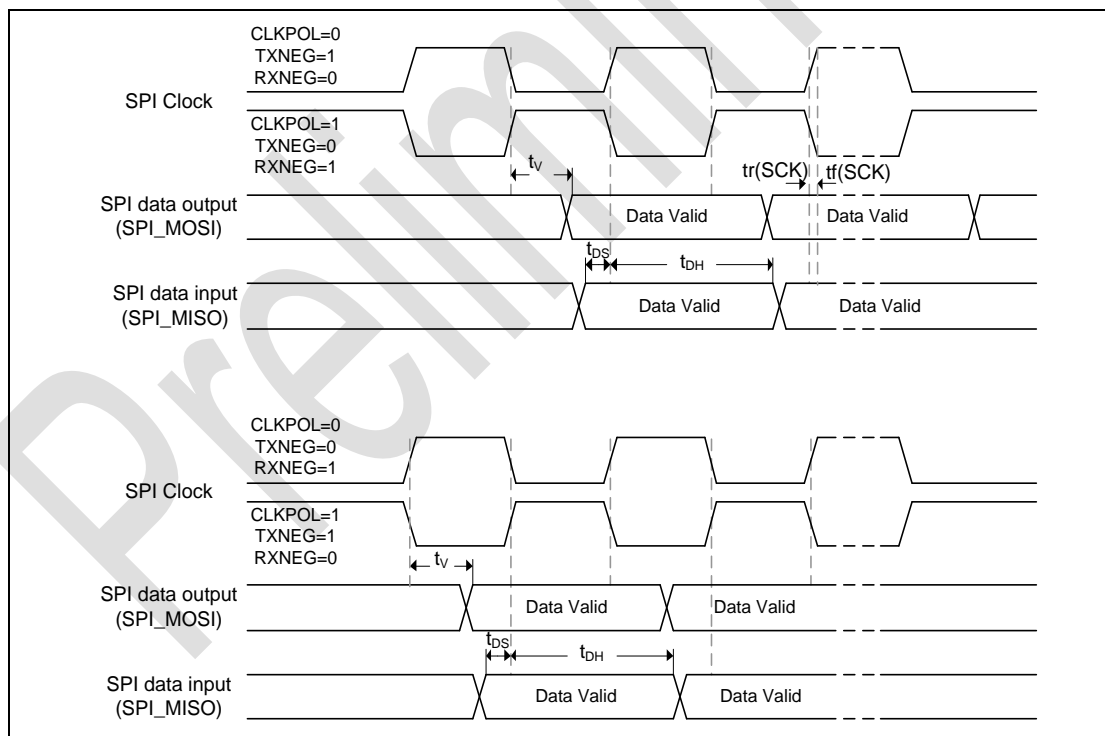 CLKPOL=0
TXNEG=1
RXNEG=0
SPI Clock
CLKPOL=1
TXNEG=0
RXNEG=1
tV
tr(SCK)
tf(SCK)
SPI data output
(SPI_MOSI)
Data Valid
Data Valid
tDS
tDH
SPI data input
(SPI_MISO)
Data Valid
Data Valid
CLKPOL=0
TXNEG=0
RXNEG=1
SPI Clock
CLKPOL=1
TXNEG=1
RXNEG=0
tV
SPI data output
(SPI_MOSI)
Data Valid
Data Valid
tDS
tDH
SPI data input
(SPI_MISO)
Data Valid
Data Valid
Prelimi